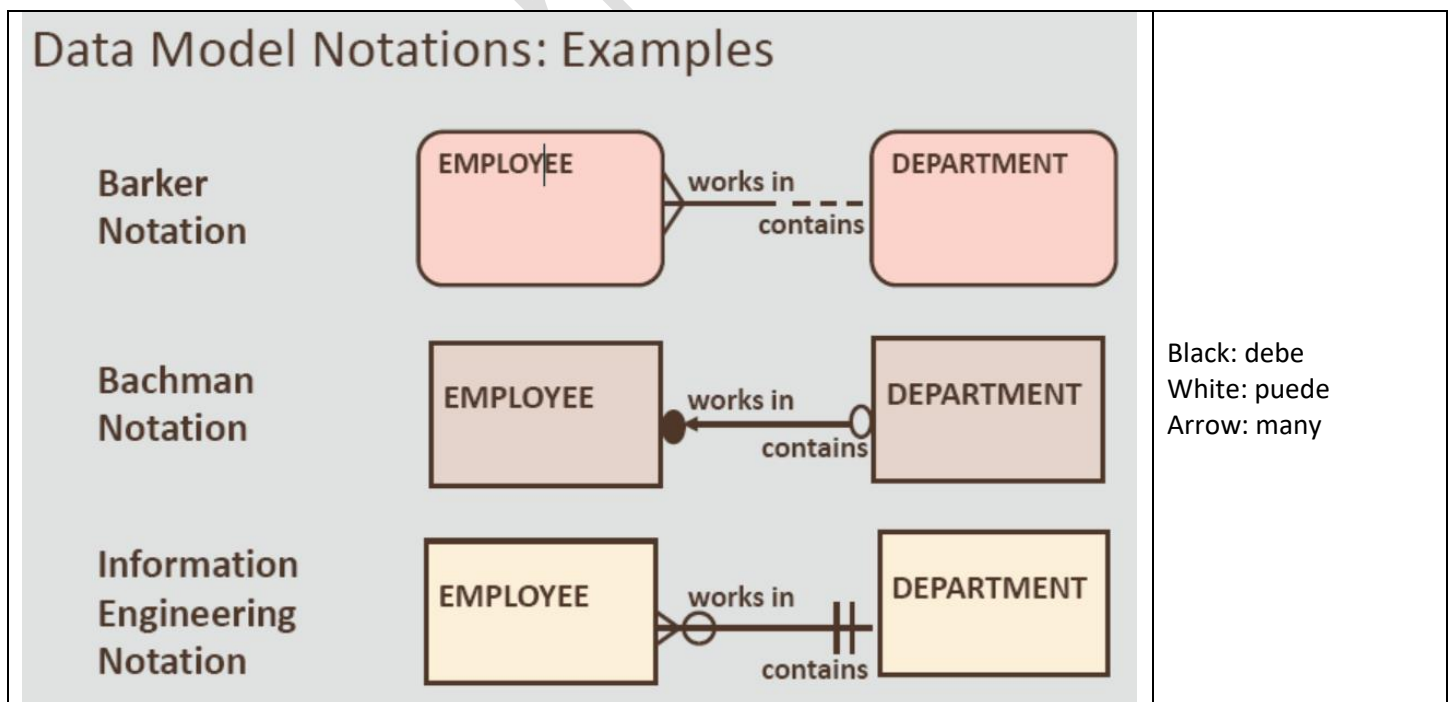 Data Model Notations: Examples
Barker
Notation
EMPLOYEE
works in
contains
DEPARTMENT
Bachman
Notation
EMPLOYEE
works in
contains
DEPARTMENT
Information
Engineering
Notation
EMPLOYEE
works in
contains
DEPARTMENT
Black: debe
White: puede
Arrow: many